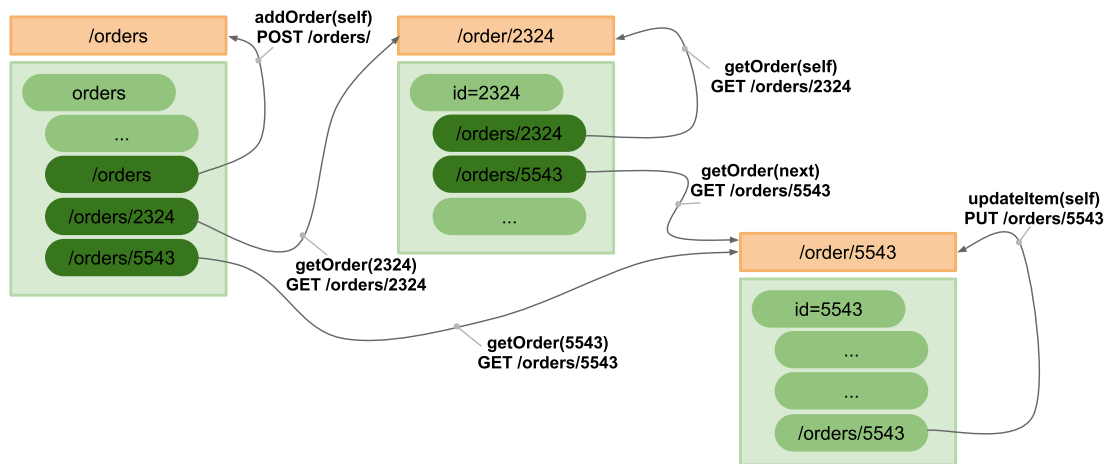 /orders
addOrder(self)
POST /orders/
/order/2324
orders
...
/orders
/orders/2324
/orders/5543
id=2324
/orders/2324
/orders/5543
...
getOrder(self)
GET /orders/2324
getOrder(2324)
GET /orders/2324
getOrder(next)
GET /orders/5543
updateItem(self)
PUT /orders/5543
getOrder(5543)
GET /orders/5543
/order/5543
id=5543
...
...
/orders/5543